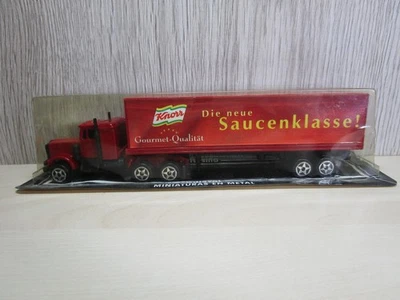 Knorr
Gourmet-Qualität
Die neue
Saucenklasse!
MINIATURAS EN METAL